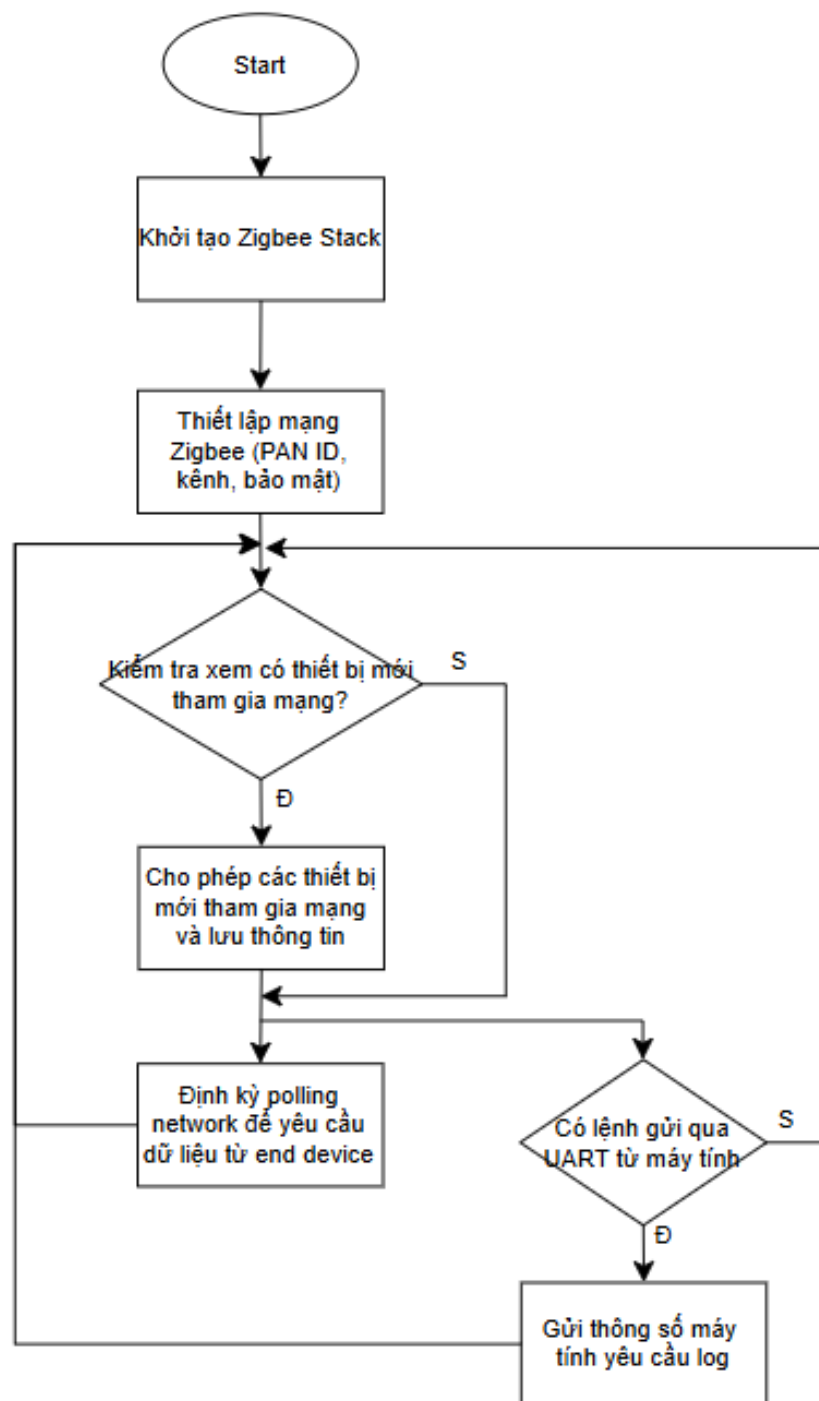 Start
Khởi tạo Zigbee Stack
Thiết lập mạng
Zigbee (PAN ID,
kênh, bảo mật)
Kiểm tra xem có thiết bị mới
tham gia mạng?
S
Đ
Cho phép các thiết bị
mới tham gia mạng
và lưu thông tin
Định kỳ polling
network để yêu cầu
dữ liệu từ end device
Có lệnh gửi qua
UART từ máy tính
S
Đ
Gửi thông số máy
tính yêu cầu log